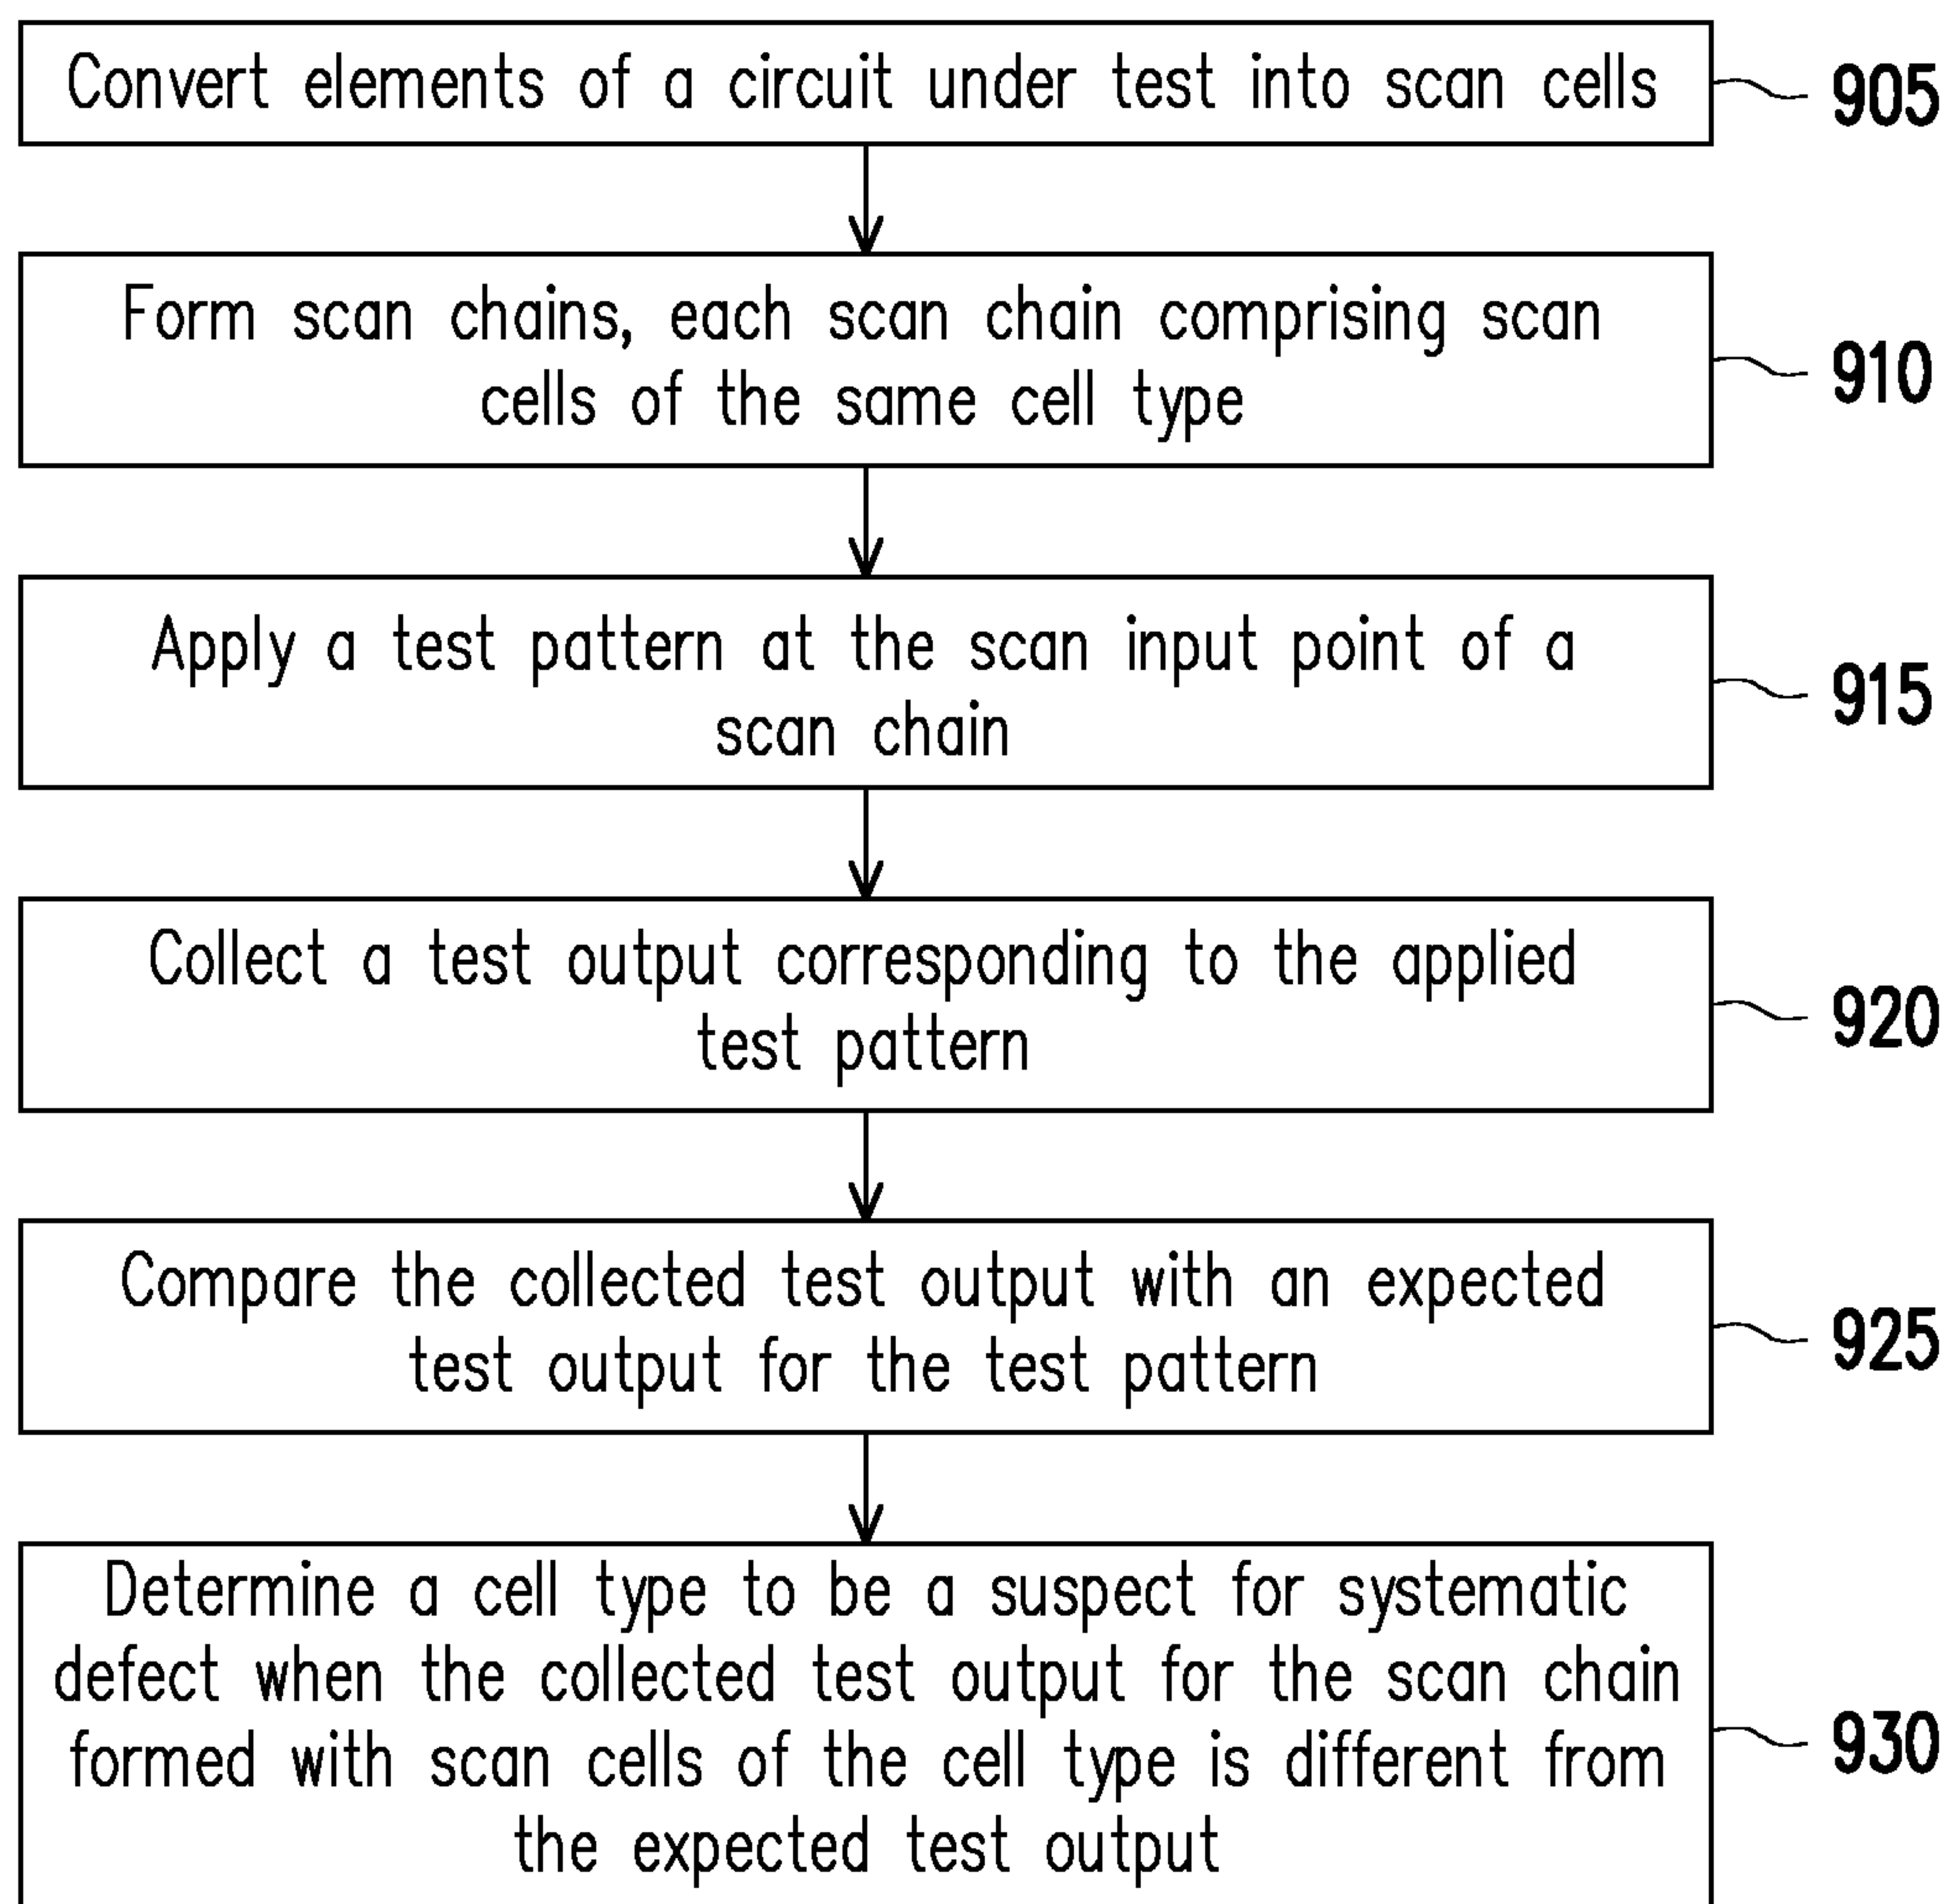 Convert elements of a circuit under test into scan cells
905
Form scan chains, each scan chain comprising scan
cells of the same cell type
910
Apply a test pattern at the scan input point of a
scan chain
915
Collect a test output corresponding to the applied
test pattern
920
Compare the collected test output with an expected
test output for the test pattern
925
Determine a cell type to be a suspect for systematic
defect when the collected test output for the scan chain
formed with scan cells of the cell type is different from
the expected test output
930